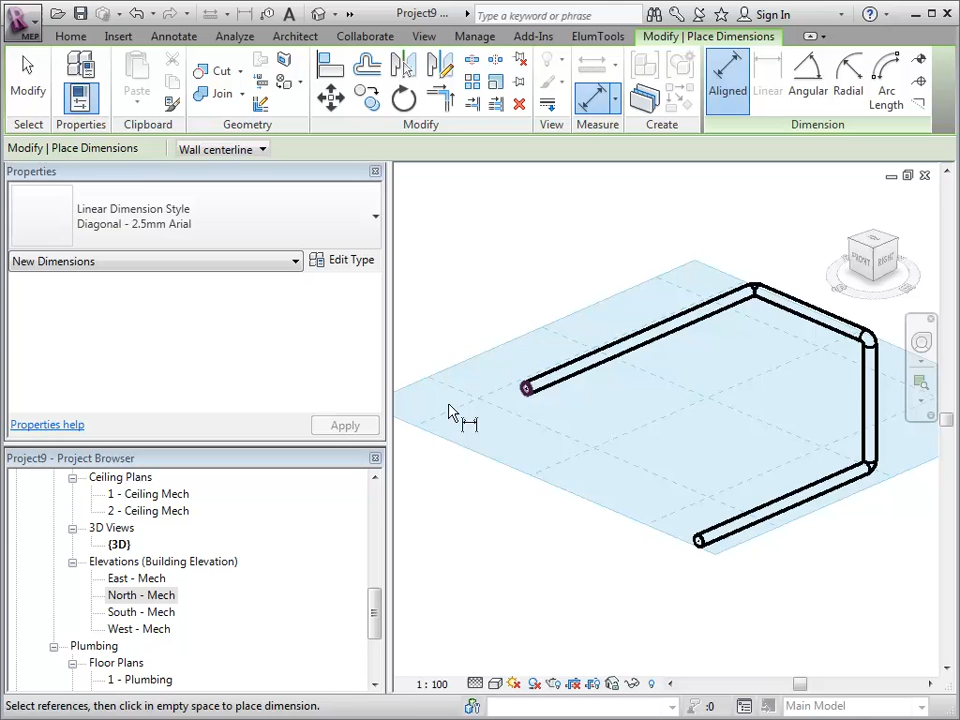 MEP
Project9 ...
Type a keyword or phrase
Sign In
Home Insert Annotate Analyze Architect Collaborate View Manage Add-Ins ElumTools Modify | Place Dimensions
Modify
Cut
Join
Paste
Aligned Linear Angular Radial Arc
Length
Select Properties Clipboard Geometry Modify View Measure Create Dimension
Modify | Place Dimensions
Wall centerline
Properties
Linear Dimension Style
Diagonal - 2.5mm Arial
New Dimensions
Edit Type
Properties help
Apply
FRONT RIGHT
Project9 - Project Browser
Ceiling Plans
1 - Ceiling Mech
2 - Ceiling Mech
3D Views
{3D}
Elevations (Building Elevation)
East - Mech
North - Mech
South - Mech
West - Mech
Plumbing
Floor Plans
1 - Plumbing
1 : 100
Select references, then click in empty space to place dimension.
:0
Main Model